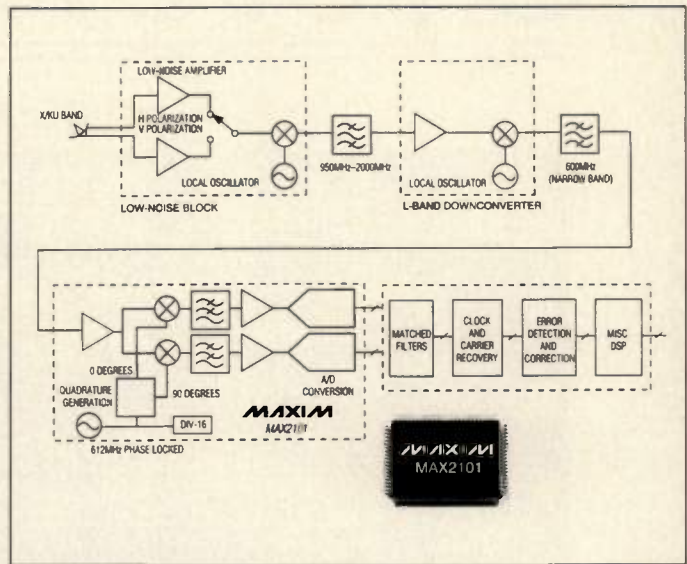 LOW-NOISE AMPLIFIER
X/KU BAND
H POLARIZATION
V POLARIZATION
LOCAL OSCILLATOR
LOW-NOISE BLOCK
950MHz–2000MHz
LOCAL OSCILLATOR
L-BAND DOWNCONVERTER
600MHz
(NARROW BAND)
0 DEGREES
QUADRATURE
GENERATION
90 DEGREES
612MHz PHASE LOCKED
DIV-16
A/D
CONVERSION
MAXIM
MAX2101
MATCHED
FILTERS
CLOCK
AND
CARRIER
RECOVERY
ERROR
DETECTION
AND
CORRECTION
MISC
DSP
MAXIM
MAX2101